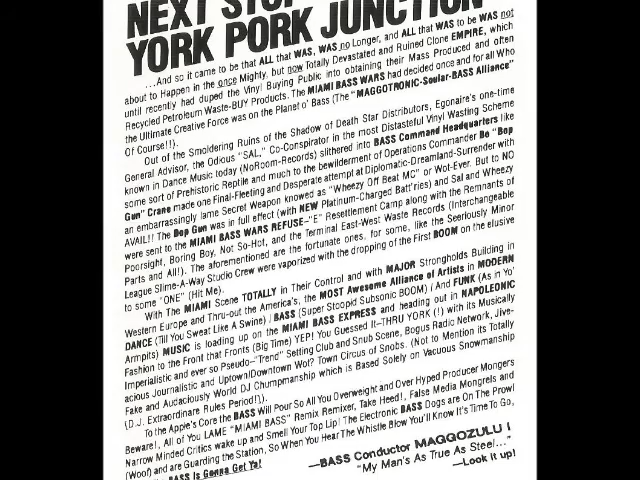 NEXT STOP
YORK PORK JUNCTION
...And so it came to be that ALL that WAS, WAS no Longer, and ALL that WAS to be WAS not
about to Happen in the once Mighty, but now Totally Devastated and Ruined Clone EMPIRE, which
until recently had duped the Vinyl Buying Public into obtaining their Mass Produced and often
Recycled Petroleum Waste-BUY Products. The MIAMI BASS WARS had decided once and for all Who
the Ultimate Creative Force was on the Planet o' Bass (The "MAGGOTRONIC-Soular-BASS Alliance"
Of Course!!).
Out of the Smoldering Ruins of the Shadow of Death Star Distributors, Egonaire's one-time
General Advisor, the Odious "SAL," Co-Conspirator in the most Distasteful Vinyl Wasting Scheme
known in Dance Music today (NoRoom-Records) slithered into BASS Command Headquarters like
some sort of Prehistoric Reptile and much to the bewilderment of Operations Commander Be "Bop
Gun" Crane made one Final-Fleeting and Desperate attempt at Diplomatic-Dreamland-Surrender with
an embarrassingly lame Secret Weapon knowed as "Wheezy Off Beat MC" or Wot-Ever. But to NO
AVAIL!! The Bop Gun was in full effect (with NEW Platinum-Charged Batt'ries) and Sal and Wheezy
were sent to the MIAMI BASS WARS REFUSE-"E" Resettlement Camp along with the Remnants of
Poorsight, Boring Boy, Not So-Hot, and the Terminal East-West Waste Records (Interchangeable
Parts and All!). The aforementioned are the fortunate ones, for some, like the Seeriously Minor
League Slime-A-Way Studio Crew were vaporized with the dropping of the First BOOM on the elusive
to some "ONE" (Hit Me).
With The MIAMI Scene TOTALLY in Their Control and with MAJOR Strongholds Building in
Western Europe and Thru-out the America's, the MOST Awesome Alliance of Artists in MODERN
DANCE (Till You Sweat Like A Swine) / BASS (Super Stoopid Subsonic BOOM) / And FUNK (As in Yo'
Armpits) MUSIC is loading up on the MIAMI BASS EXPRESS and heading out in NAPOLEONIC
Fashion to the Front that Fronts (Big Time) YEP! You Guessed It-THRU YORK (!) with its Musically
Imperialistic and ever so Pseudo-"Trend" Setting Club and Snub Scene, Bogus Radio Network, Jive-
acious Journalistic and Uptown/Downtown Wot? Town Circus of Snobs. (Not to Mention its Totally
Fake and Audaciously World DJ Chumpmanship which is Based Solely on Vacuous Snowmanship
(D.J. Extraordinare Rules Period!),)
To the Apple's Core the BASS Will Pour So All You Overweight and Over Hyped Producer Mongers
Beware!, All of You LAME "MIAMI BASS" Remix Remixer, Take Heed!, False Media Mongrels and
Narrow Minded Critics wake up and Smell Your Top Lip! The Electronic BASS Dogs are On The Prowl
(Woof) and are Guarding the Station, So When You Hear The Whistle Blow You'll Know It's Time To Go,
BASS Is Gonna Get Ya!
—BASS Conductor MAGGOZULU I
"My Man's As True As Steel..."
—Look it up!